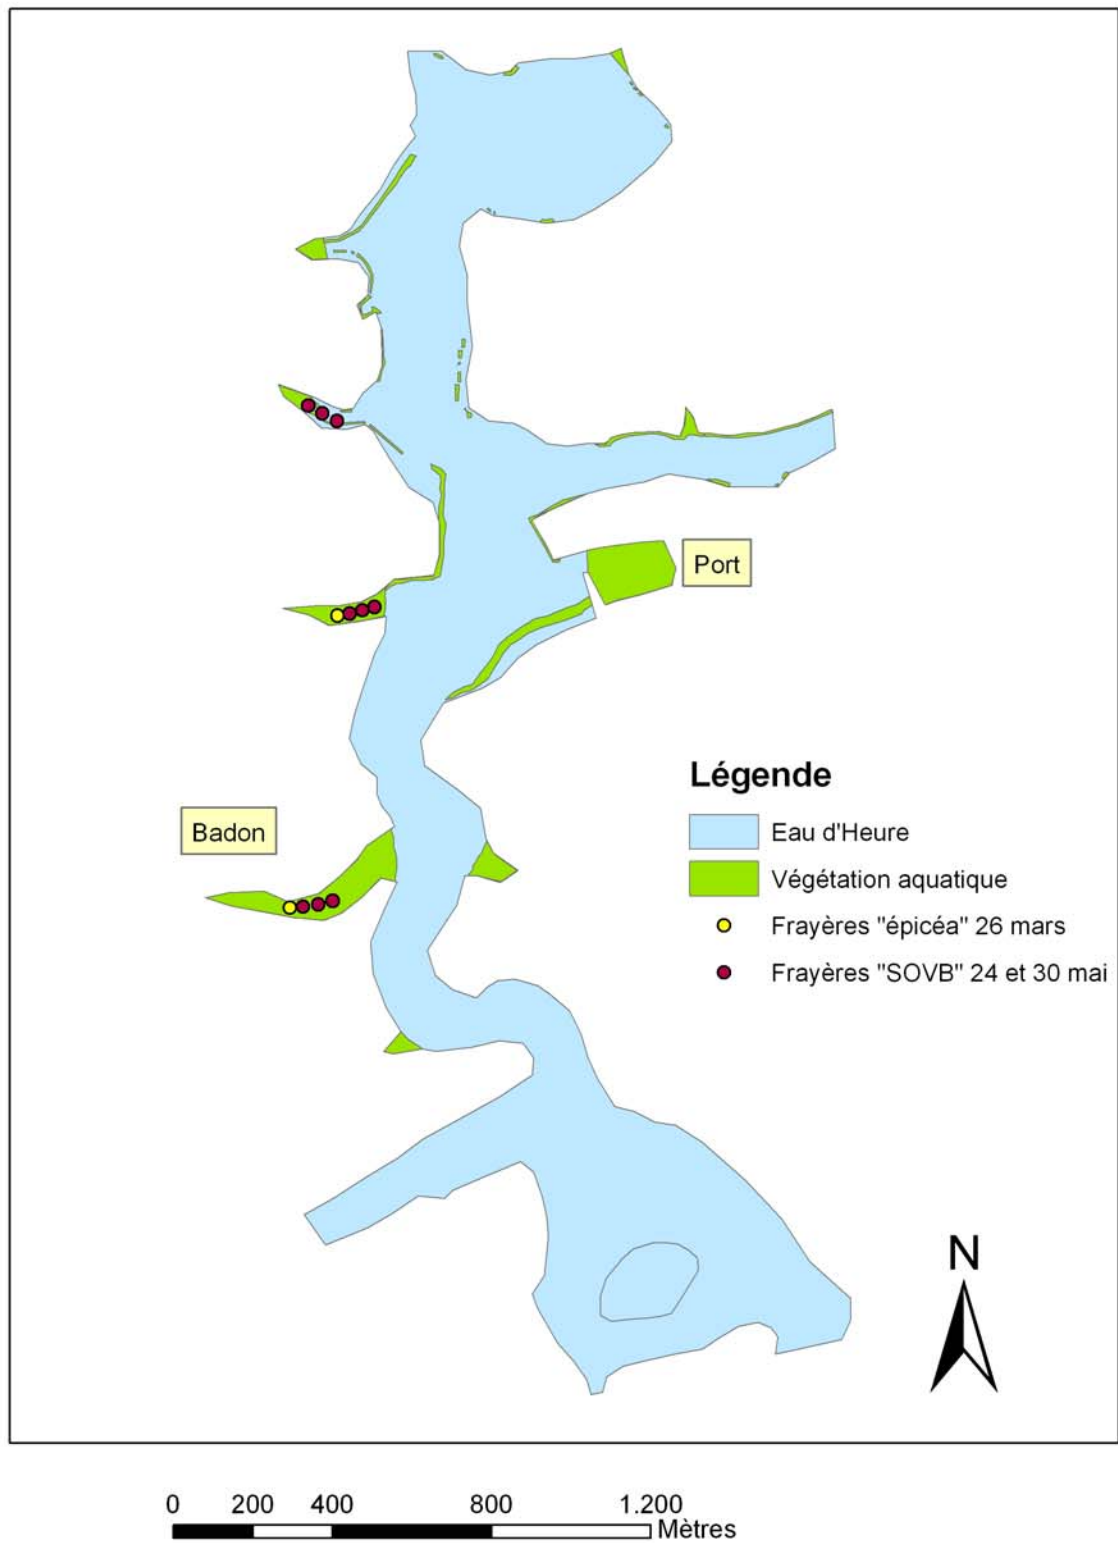 Port
Badon
Légende
Eau d'Heure
Végétation aquatique
Frayères "épicéa" 26 mars
Frayères "SOVB" 24 et 30 mai
N
0 200 400 800 1.200
Mètres